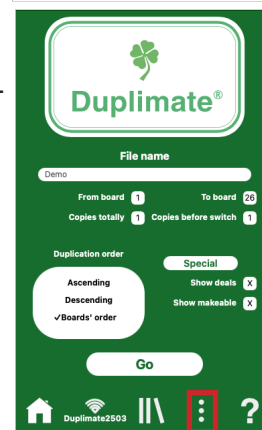 Duplimate®
File name
Demo
From board 1 To board 26
Copies totally 1 Copies before switch 1
Duplication order
Ascending
Descending
✓Boards' order
Special
Show deals X
Show makeable X
Go
Duplimate2503
?